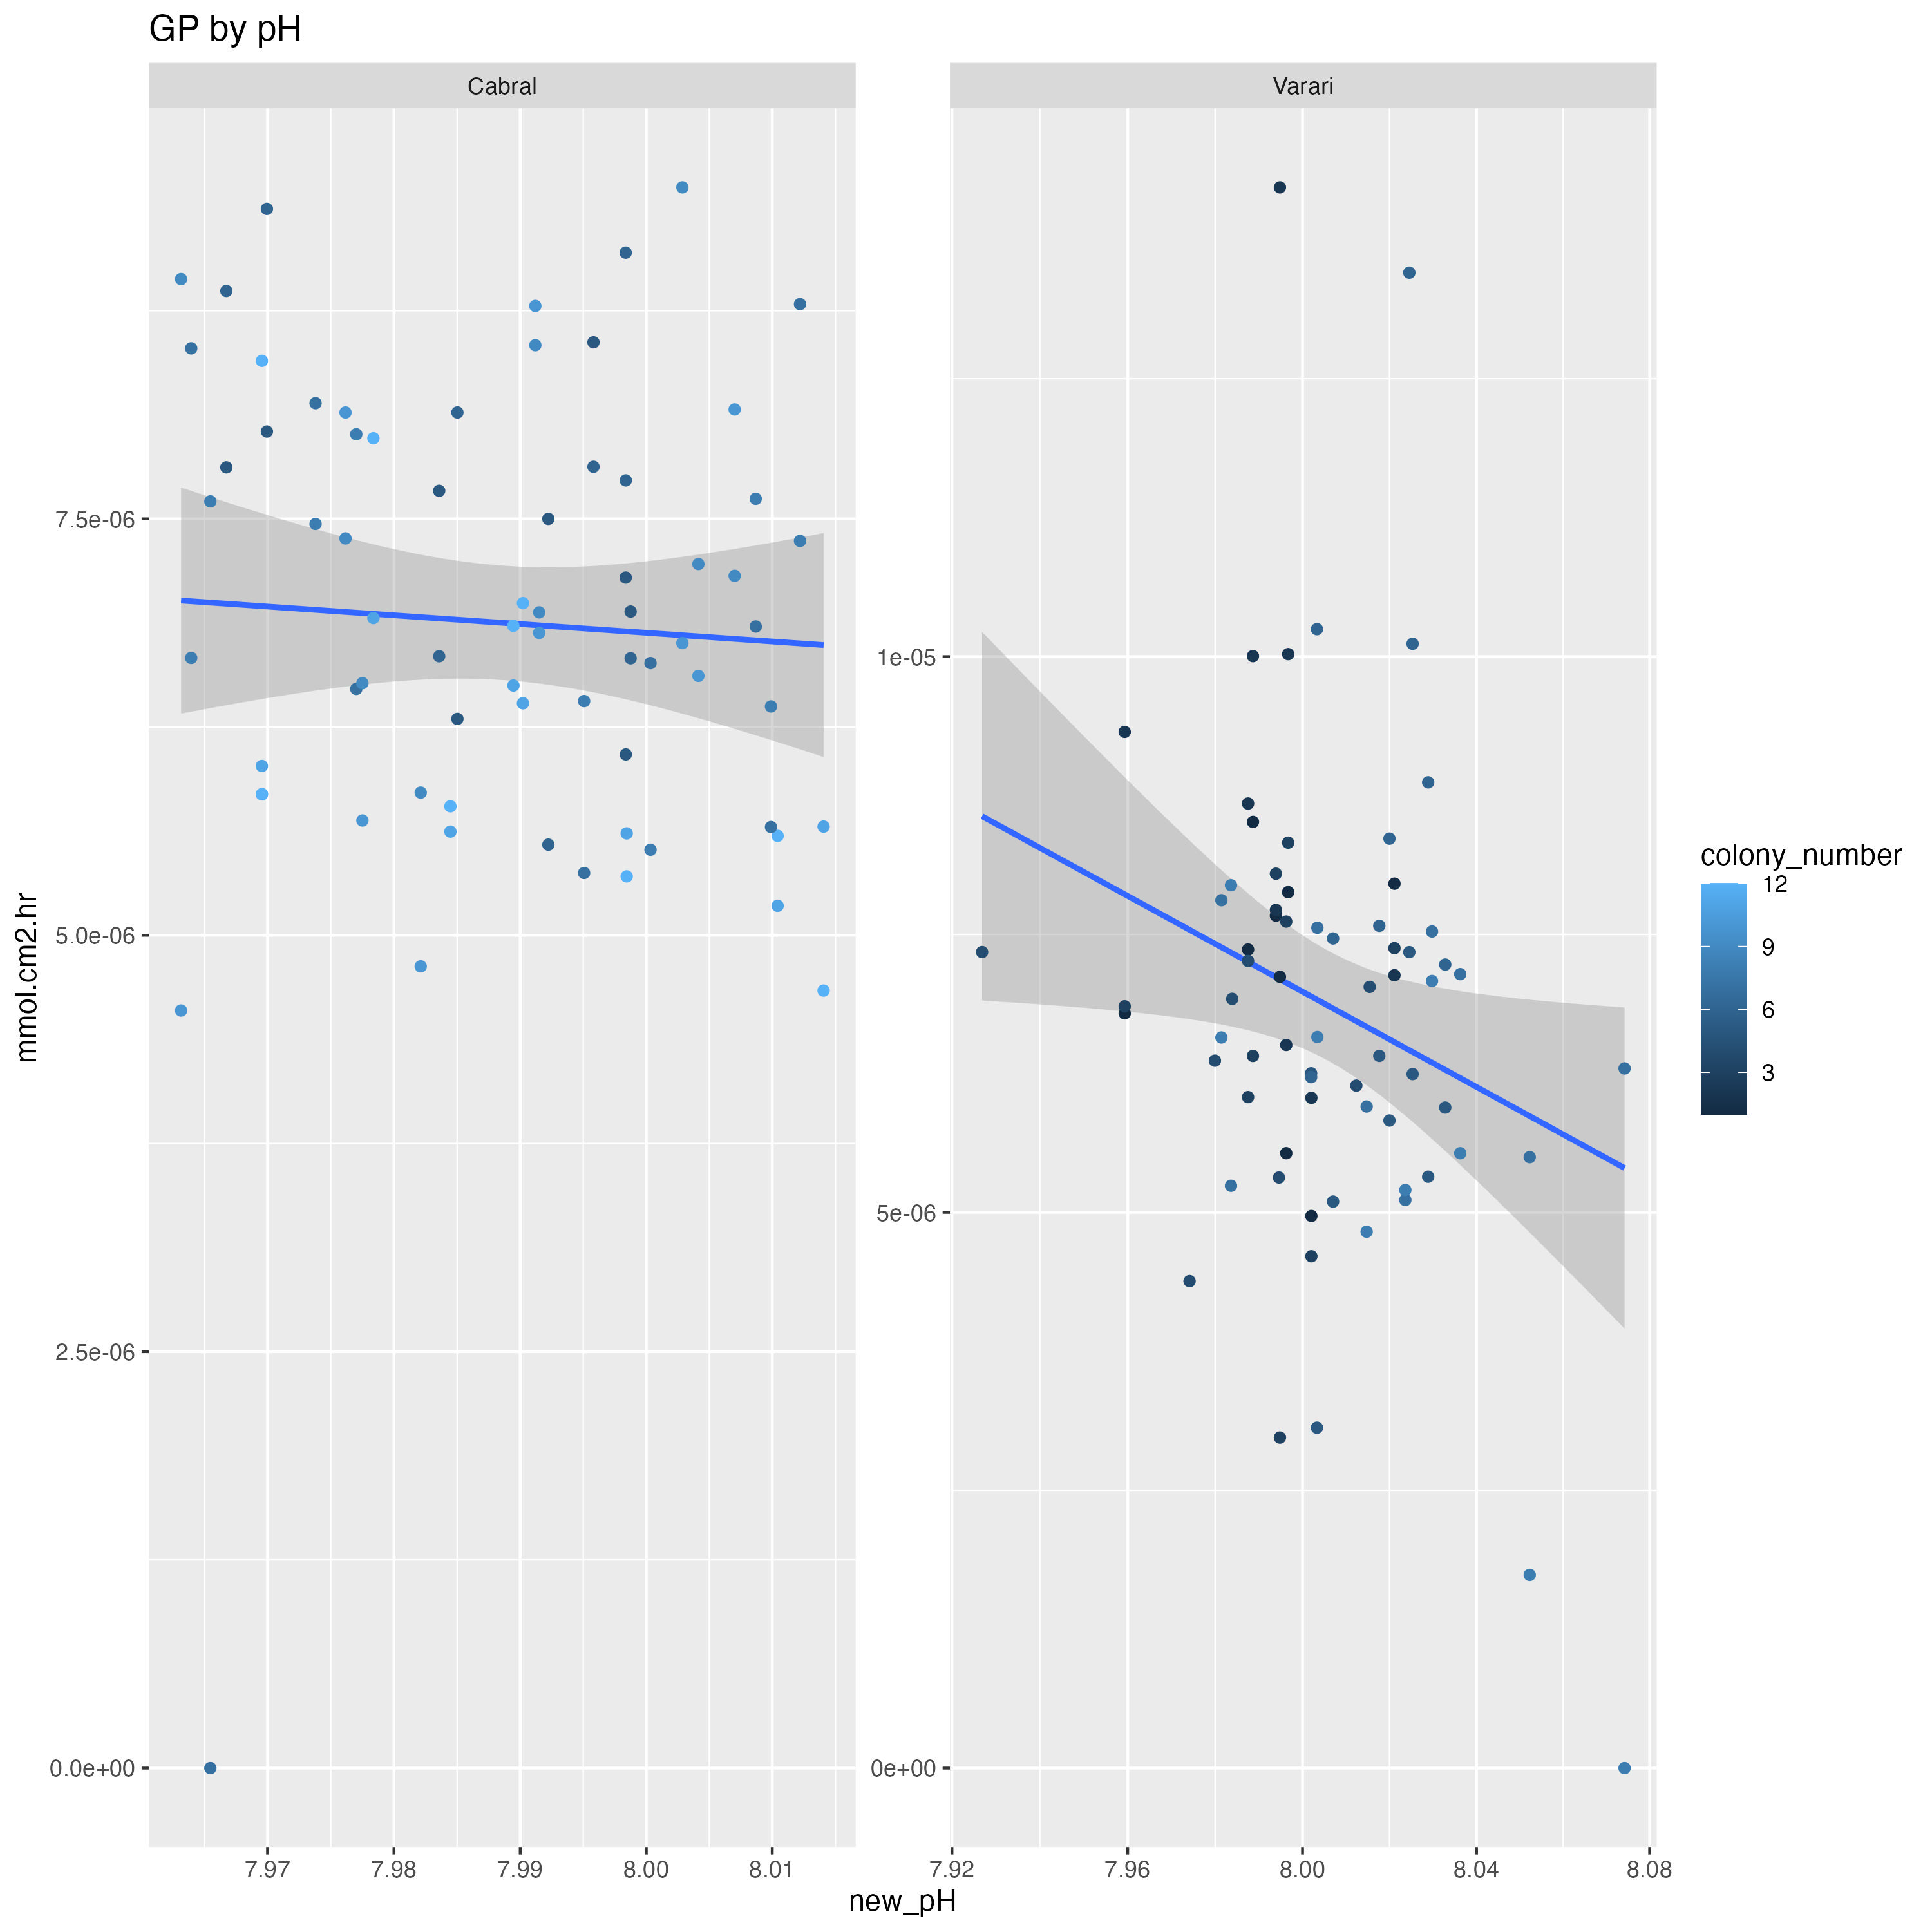 GP by pH
Cabral
Varari
mmol.cm2.hr
7.5e-06
5.0e-06
2.5e-06
0.0e+00
1e-05
5e-06
0e+00
7.97 7.98 7.99 8.00 8.01
7.92 7.96 8.00 8.04 8.08
new_pH
colony_number
12
9
6
3